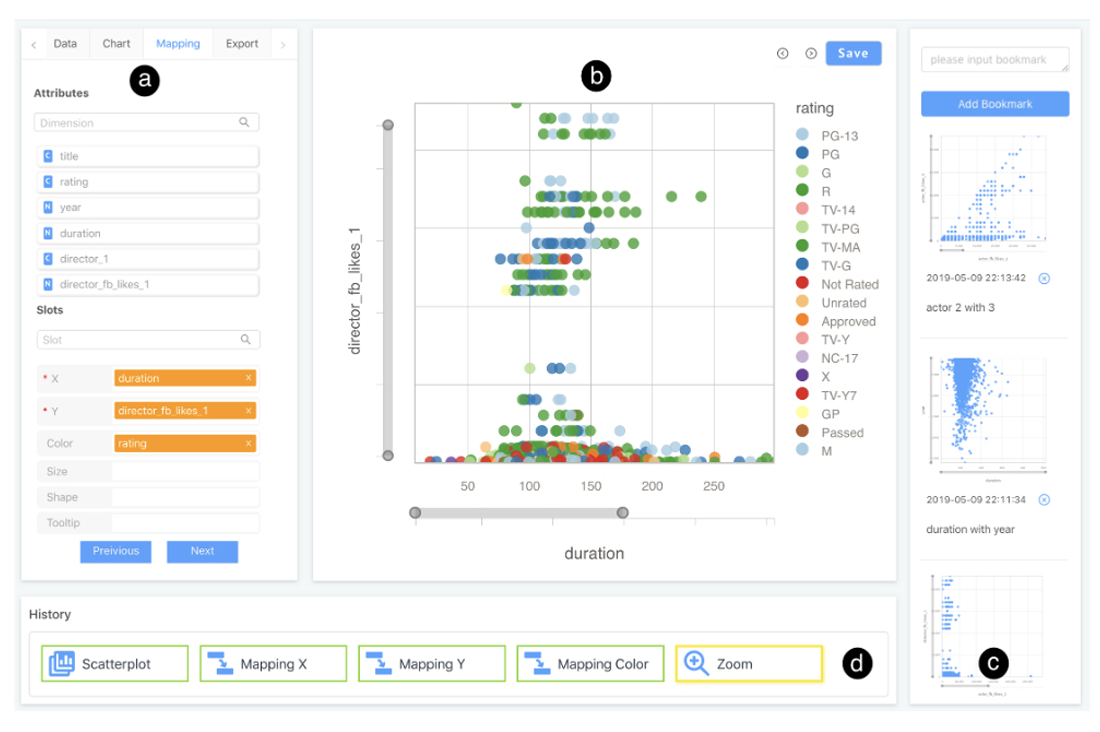 Data Chart Mapping Export
a
Attributes
Dimension
C title
C rating
N year
N duration
C director_1
N director_fb_likes_1
Slots
Slot
* X duration x
* Y director_fb_likes_1 x
Color rating x
Size
Shape
Tooltip
Preivious Next
b
Save
director_fb_likes_1
50 100 150 200 250
duration
rating
PG-13
PG
G
R
TV-14
TV-PG
TV-MA
TV-G
Not Rated
Unrated
Approved
TV-Y
NC-17
X
TV-Y7
GP
Passed
M
please input bookmark
Add Bookmark
2019-05-09 22:13:42
actor 2 with 3
duration
2019-05-09 22:11:34
duration with year
c
History
Scatterplot Mapping X Mapping Y Mapping Color Zoom d